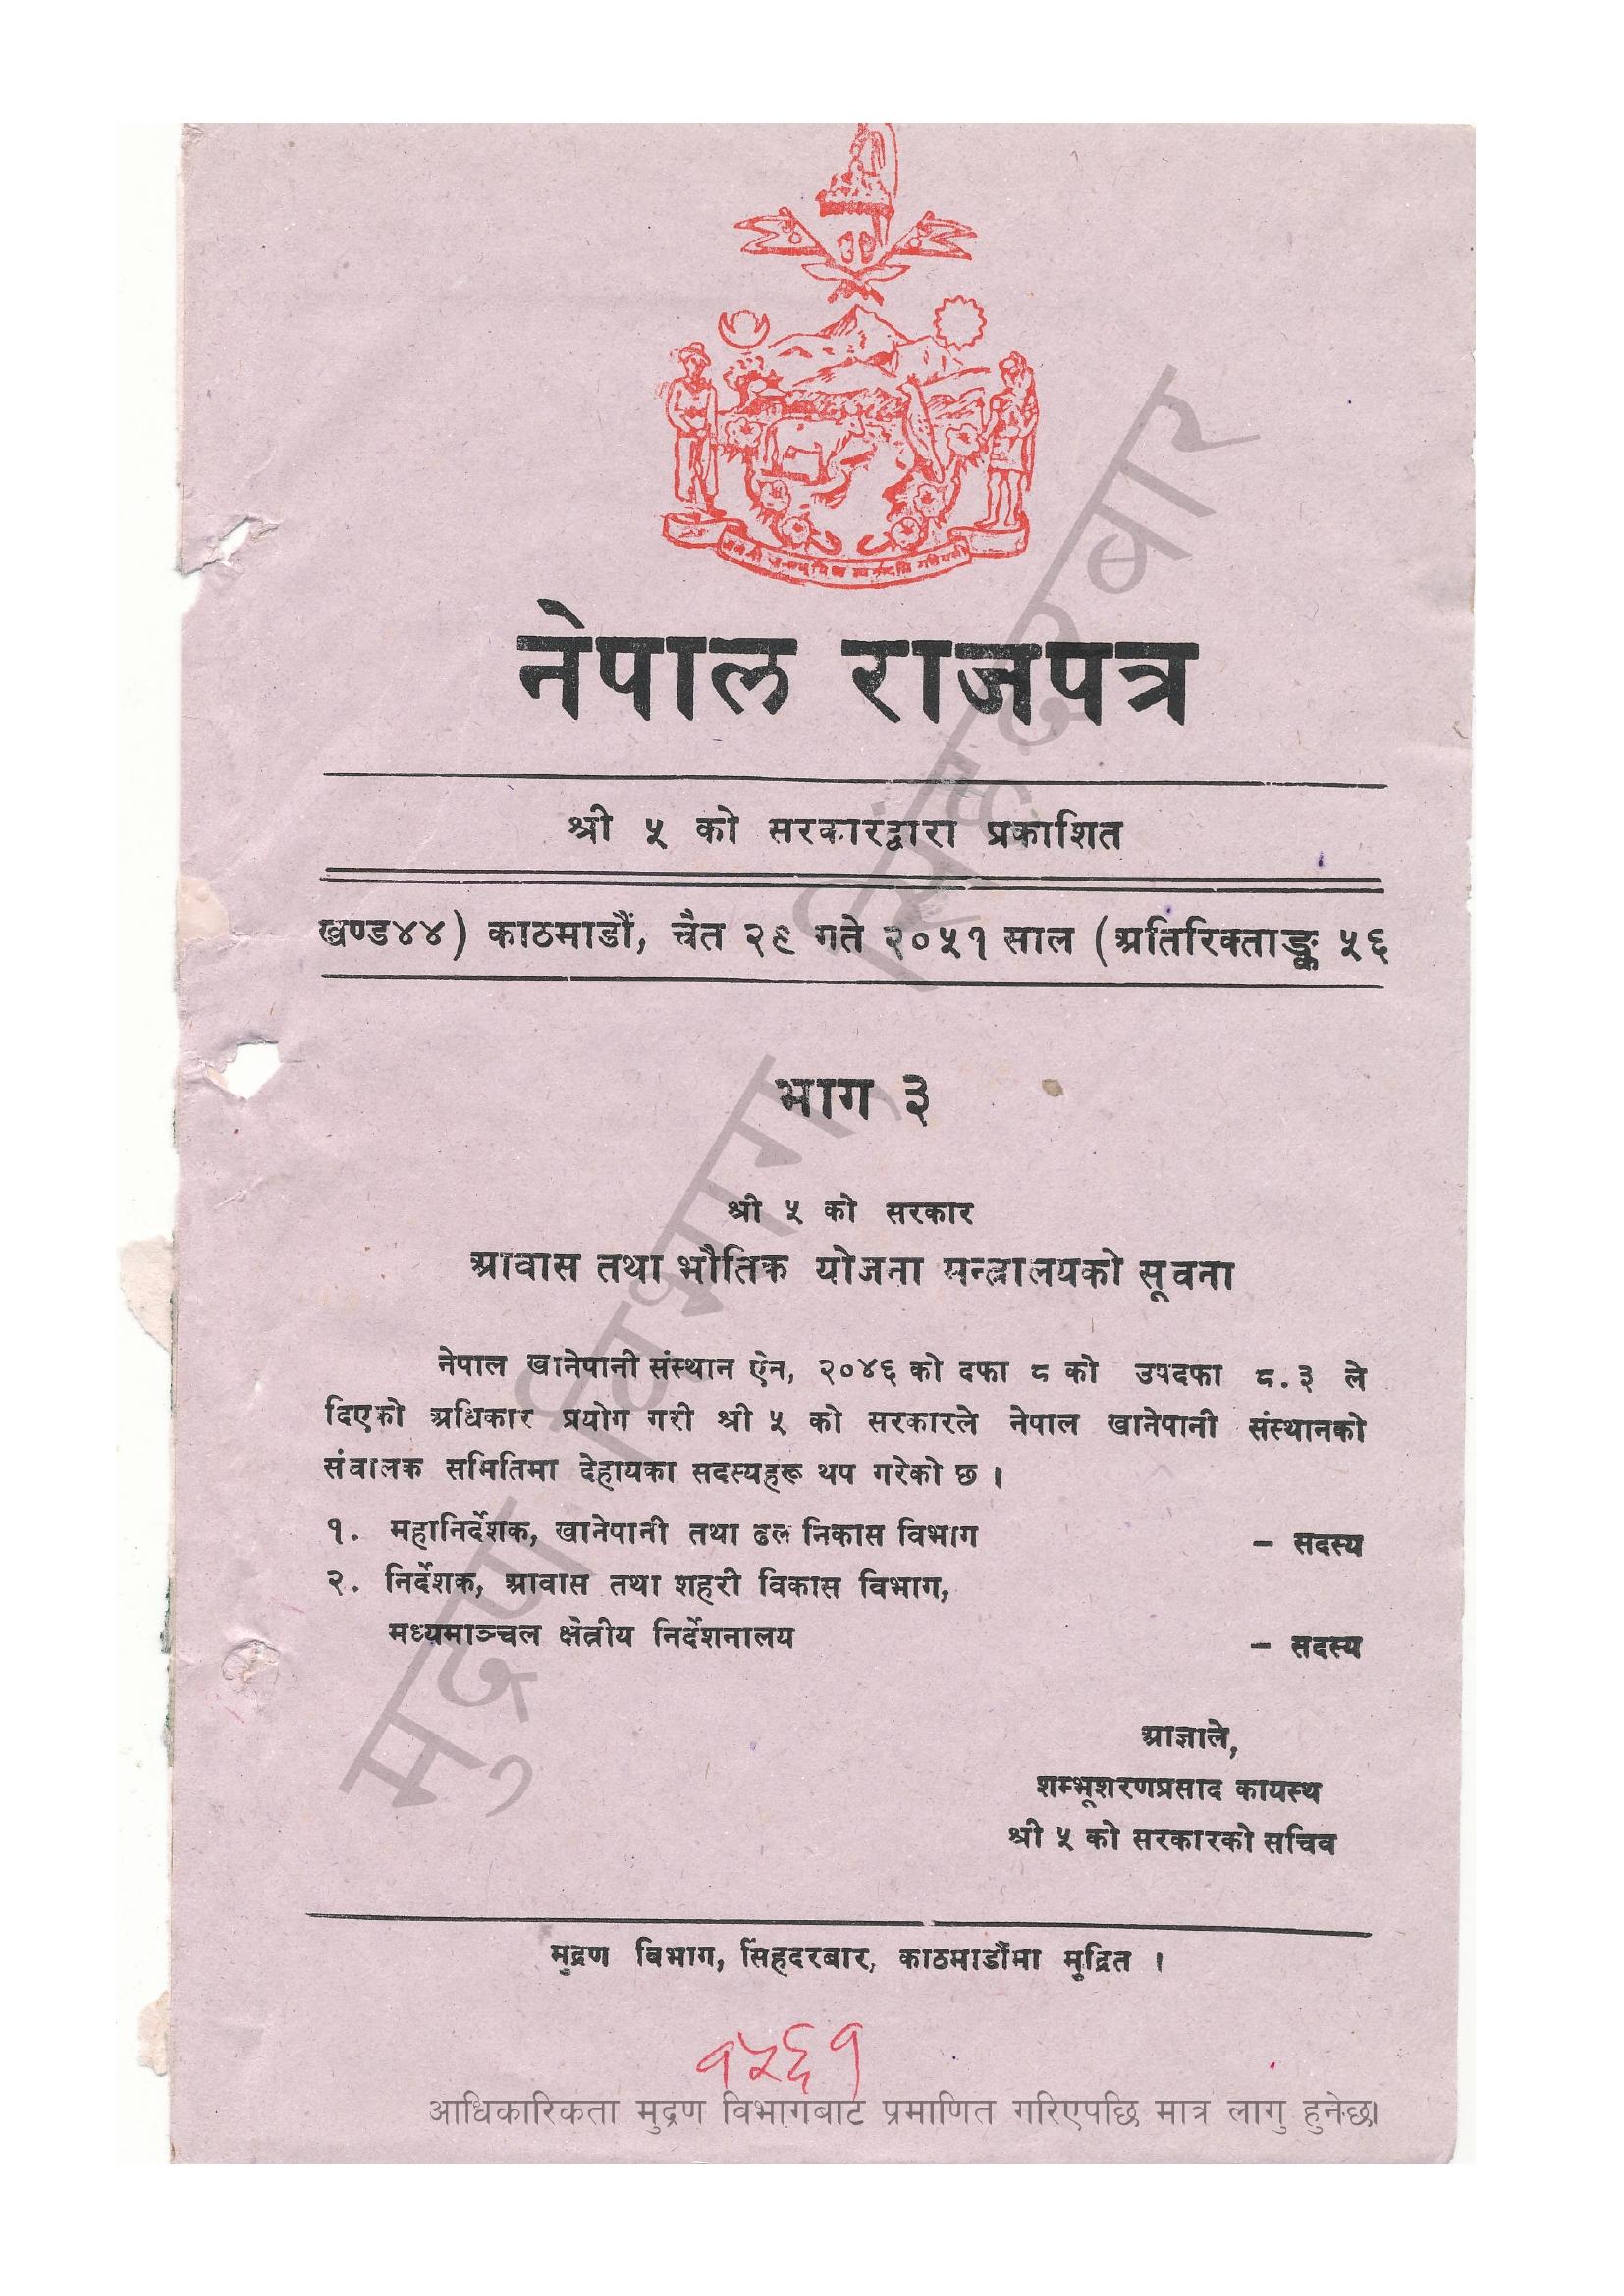 नेपाल राजपत्र
श्री ५ को सरकारद्वारा प्रकाशित
खण्ड४४) काठमाडौं, चैत २९ गते २०५१ साल (अतिरिक्ताङ्क ५६
भाग ३
श्री ५ को सरकार
आवास तथा भौतिक योजना मन्त्रालयको सूचना
नेपाल खानेपानी संस्थान ऐन, २०४६ को दफा ८ को उपदफा ८.३ ले
दिएको अधिकार प्रयोग गरी श्री ५ को सरकारले नेपाल खानेपानी संस्थानको
संचालक समितिमा देहायका सदस्यहरू थप गरेको छ ।
१. महानिर्देशक, खानेपानी तथा ढल निकास विभाग – सदस्य
२. निर्देशक, आवास तथा शहरी विकास विभाग,
मध्यमाञ्चल क्षेत्रीय निर्देशनालय – सदस्य
आज्ञाले,
शम्भूशरणप्रसाद कायस्थ
श्री ५ को सरकारको सचिव
मुद्रण विभाग, सिंहदरबार, काठमाडौंमा मुद्रित ।
१५६१
आधिकारिकता मुद्रण विभागबाट प्रमाणित गरिएपछि मात्र लागु हुनेछ।
मुद्रण विभाग, सिंहदरबार